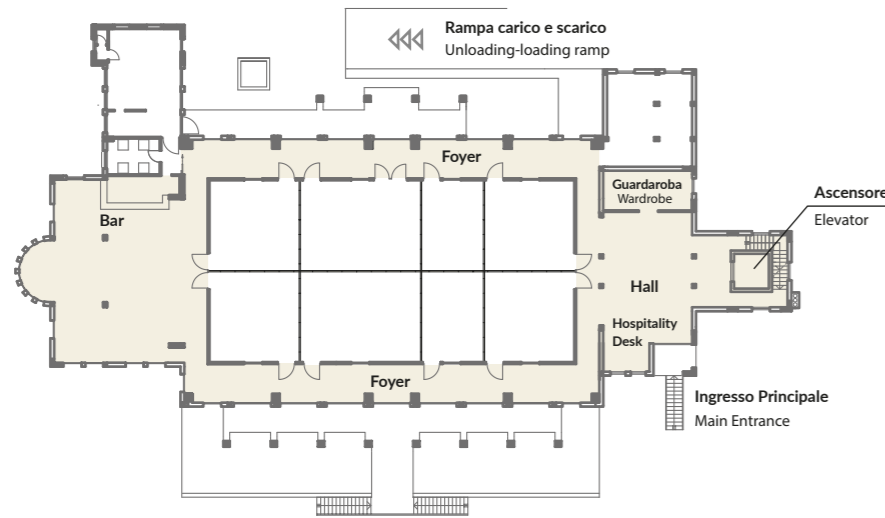 Rampa carico e scarico
Unloading-loading ramp
Foyer
Guardaroba
Wardrobe
Ascensore
Elevator
Bar
Hall
Hospitality
Desk
Foyer
Ingresso Principale
Main Entrance